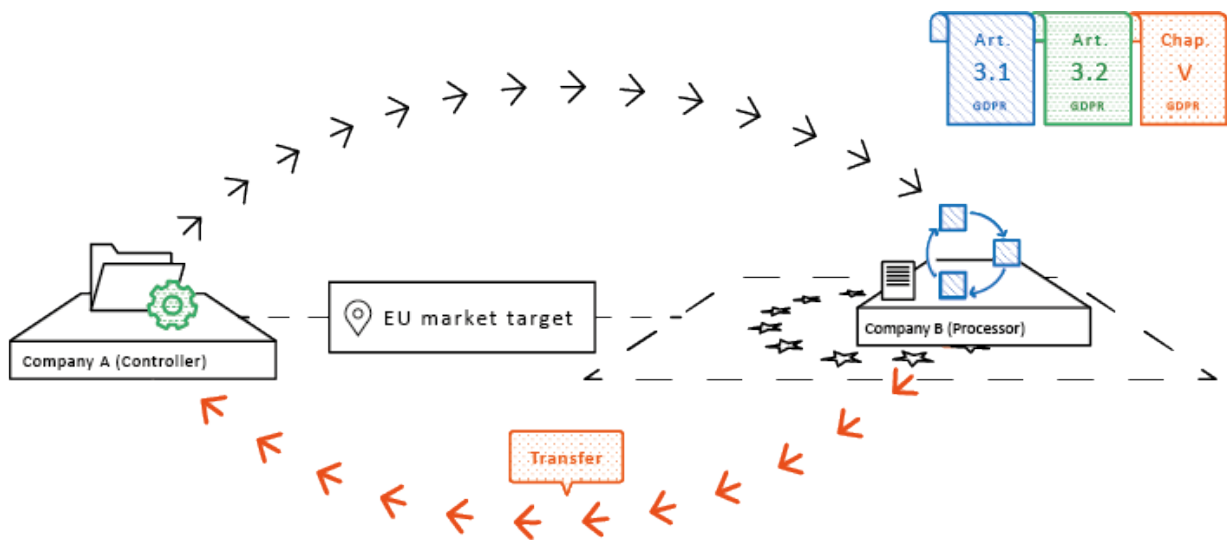 Art.
3.1
GDPR
Art.
3.2
GDPR
Chap.
V
GDPR
EU market target
Company A (Controller)
Company B (Processor)
Transfer